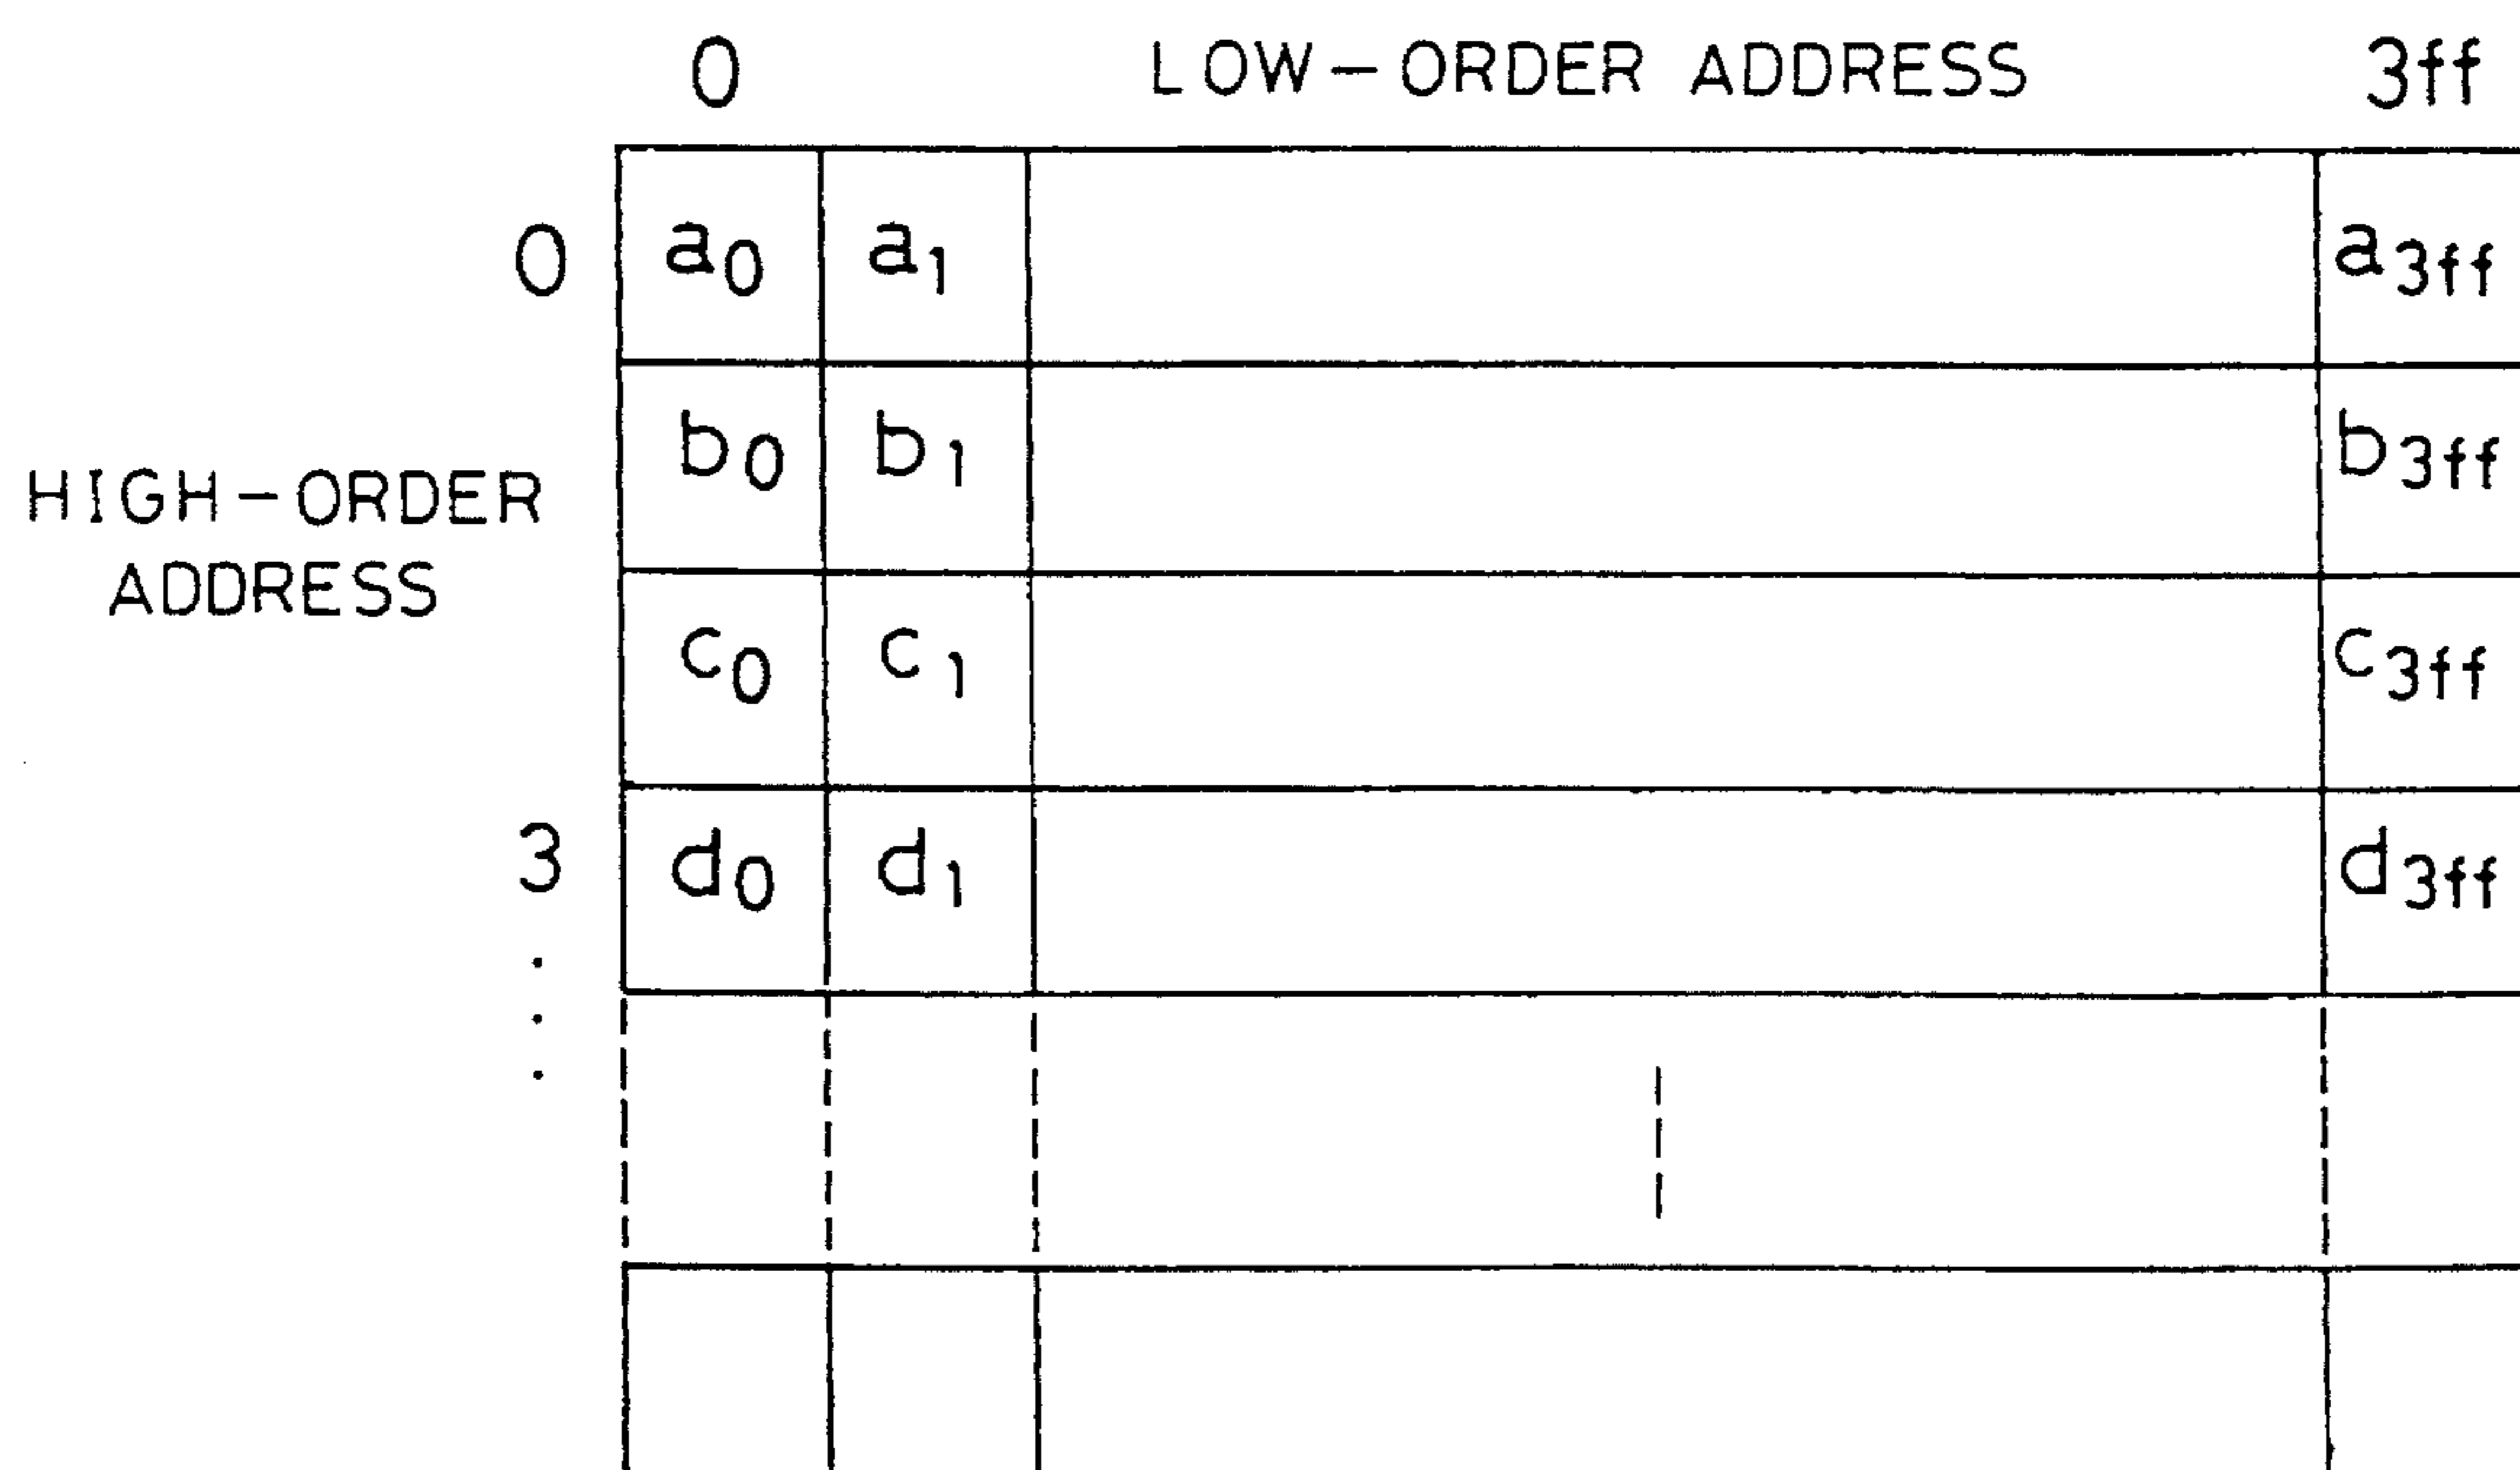 0 LOW-ORDER ADDRESS 3ff
0 a0 a1 a3ff
b0 b1 b3ff
HIGH-ORDER
ADDRESS
c0 c1 c3ff
3 d0 d1 d3ff